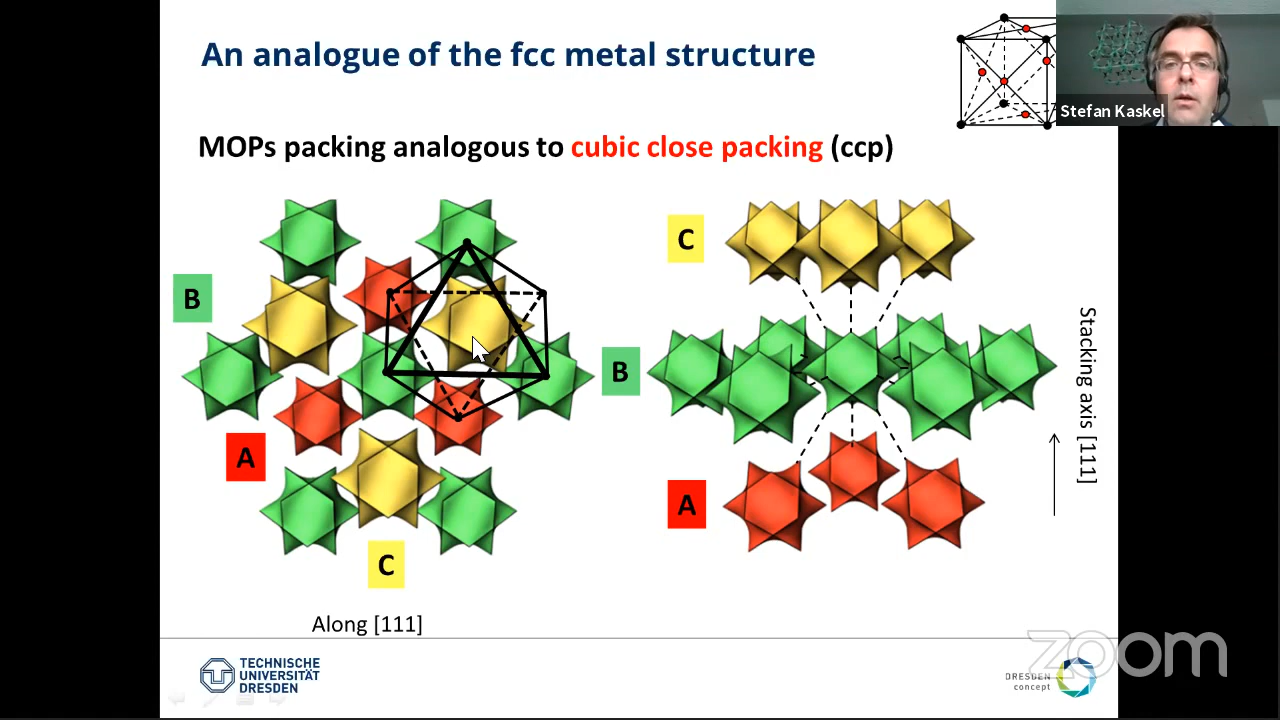 An analogue of the fcc metal structure
Stefan Kaskel
MOPs packing analogous to cubic close packing (ccp)
B
A
C
Along [111]
C
B
A
Stacking axis [111]
TECHNISCHE
UNIVERSITÄT
DRESDEN
DRESDEN
concept
zoom